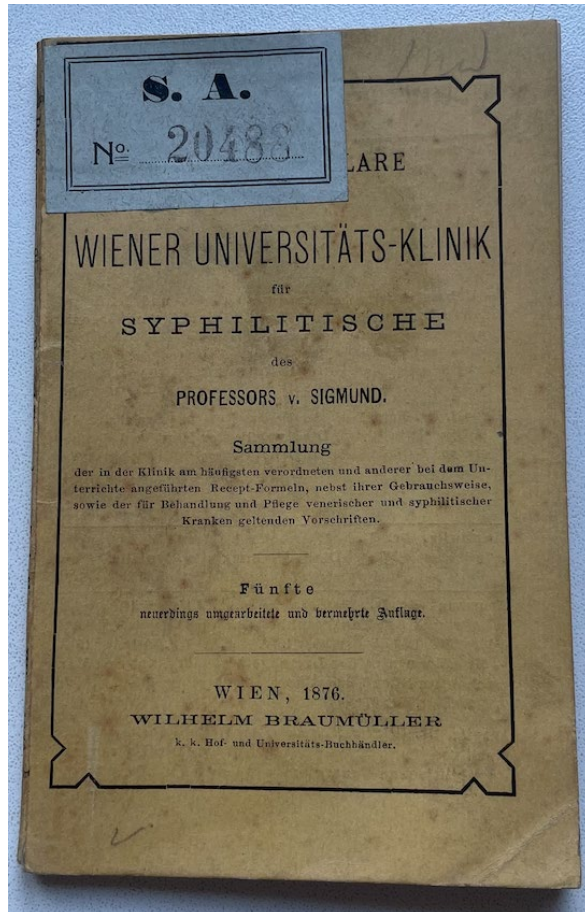 S. A.
No. 20488
LARE
WIENER UNIVERSITÄTS-KLINIK
für
SYPHILITISCHE
des
PROFESSORS v. SIGMUND.
Sammlung
der in der Klinik am häufigsten verordneten und anderer bei dem Un-
terrichte angeführten Recept-Formeln, nebst ihrer Gebrauchsweise,
sowie der für Behandlung und Pflege venerischer und syphilitischer
Kranken geltenden Vorschriften.
Fünfte
neuerdings umgearbeitete und vermehrte Auflage.
WIEN, 1876.
WILHELM BRAUMÜLLER
k. k. Hof- und Universitäts-Buchhändler.